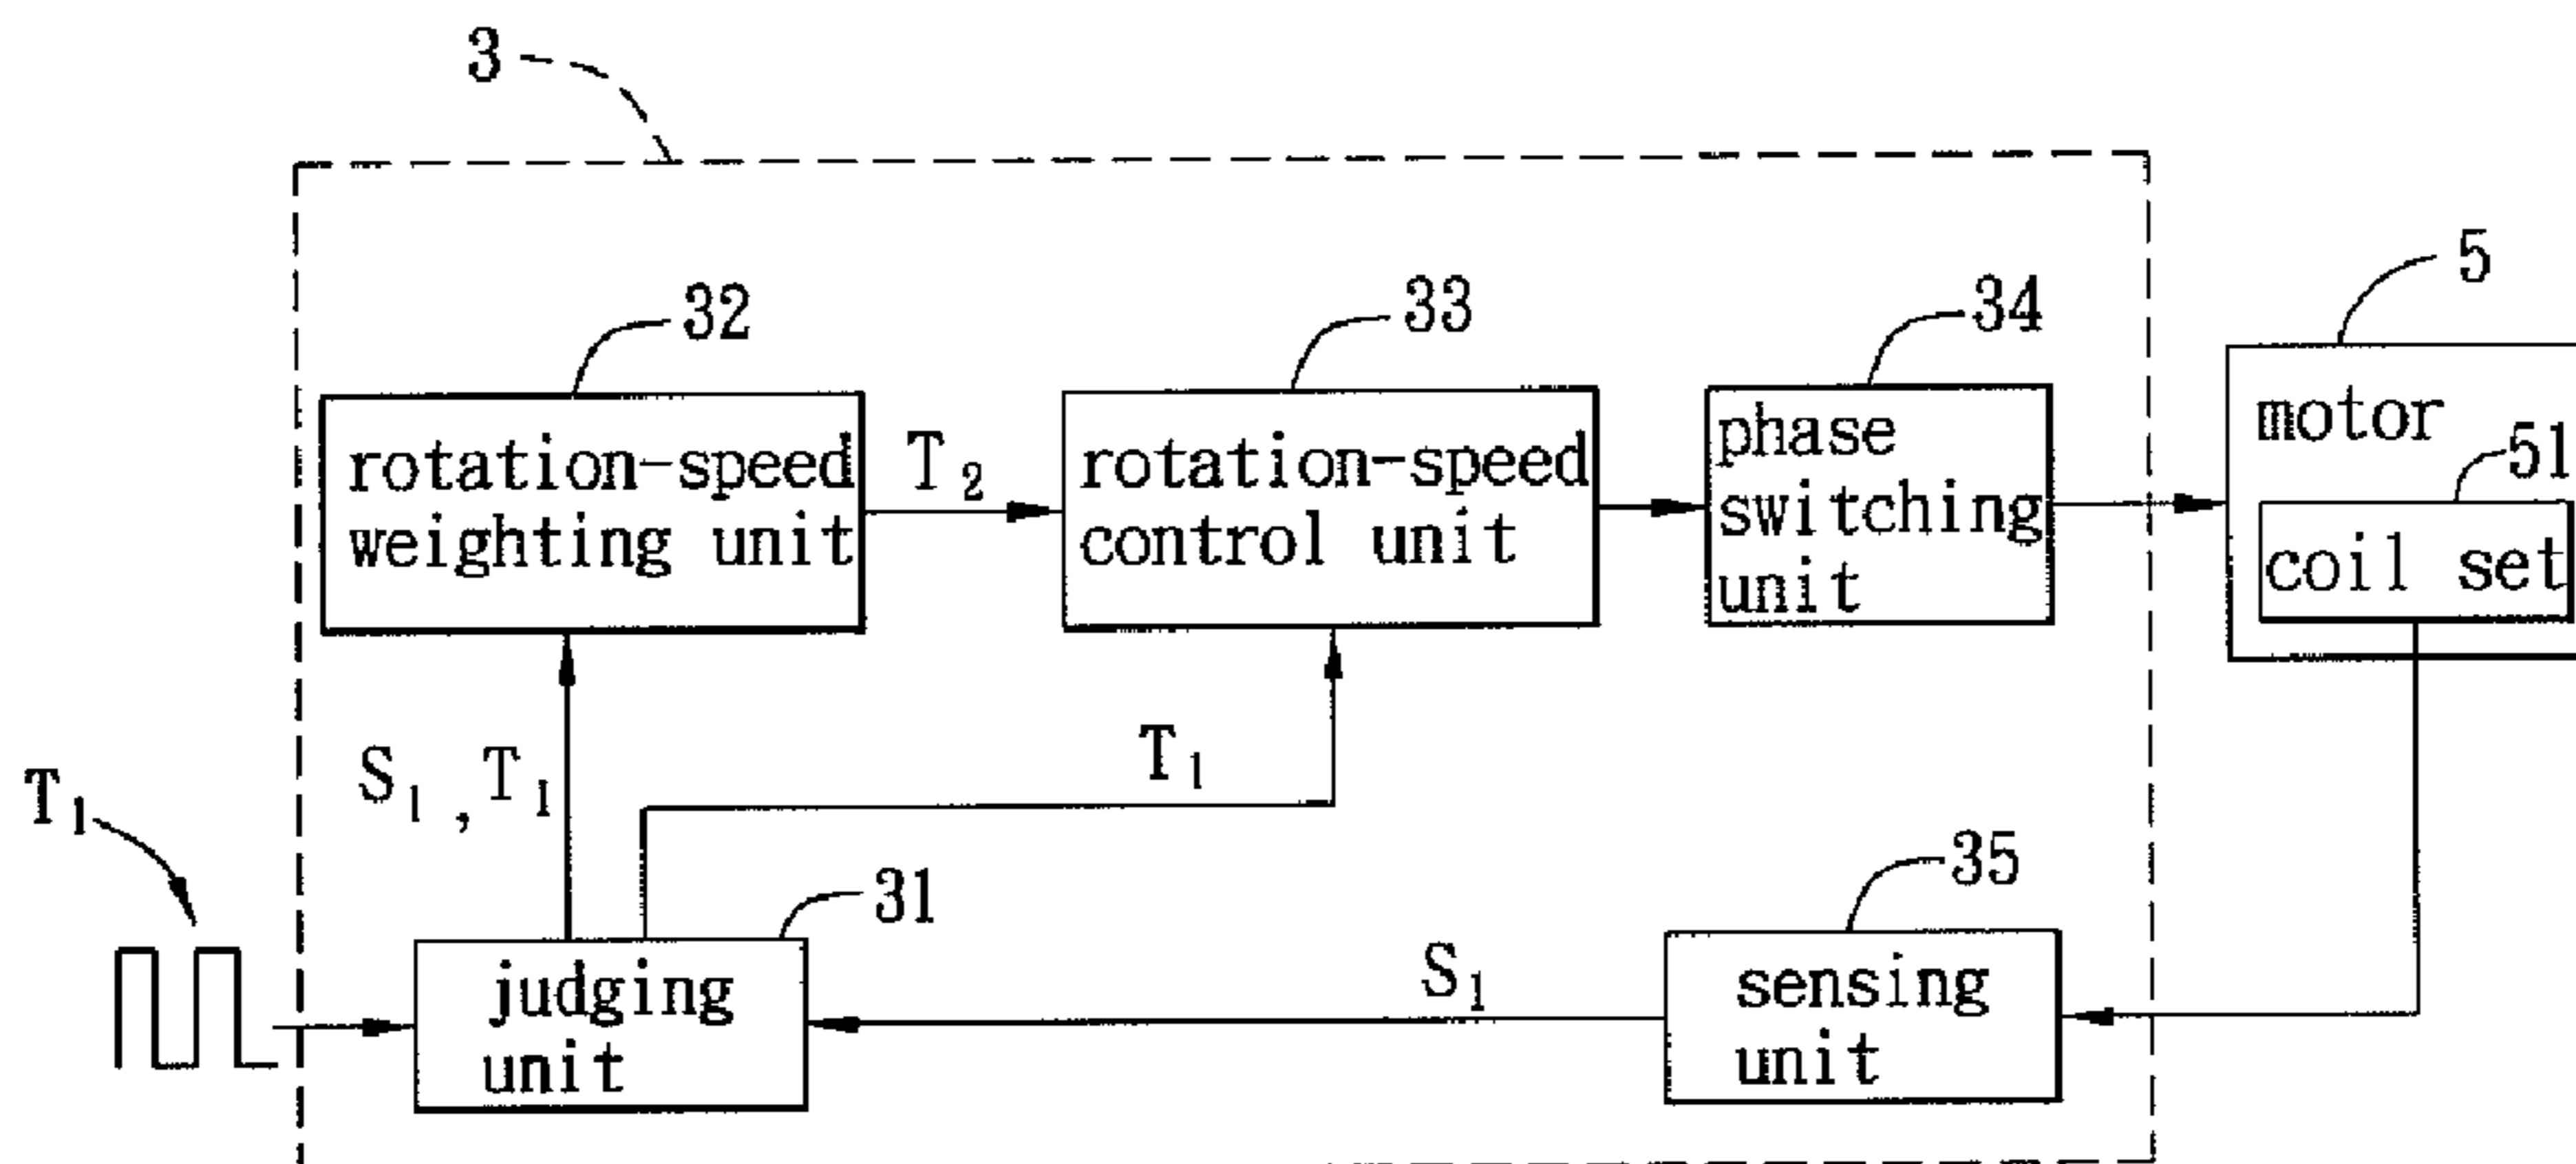 3
5
32
33
34
rotation-speed
weighting unit
T₂
rotation-speed
control unit
phase
switching
unit
motor
51
coil set
S₁ ,T₁
T₁
T₁
31
35
judging
unit
S₁
sensing
unit